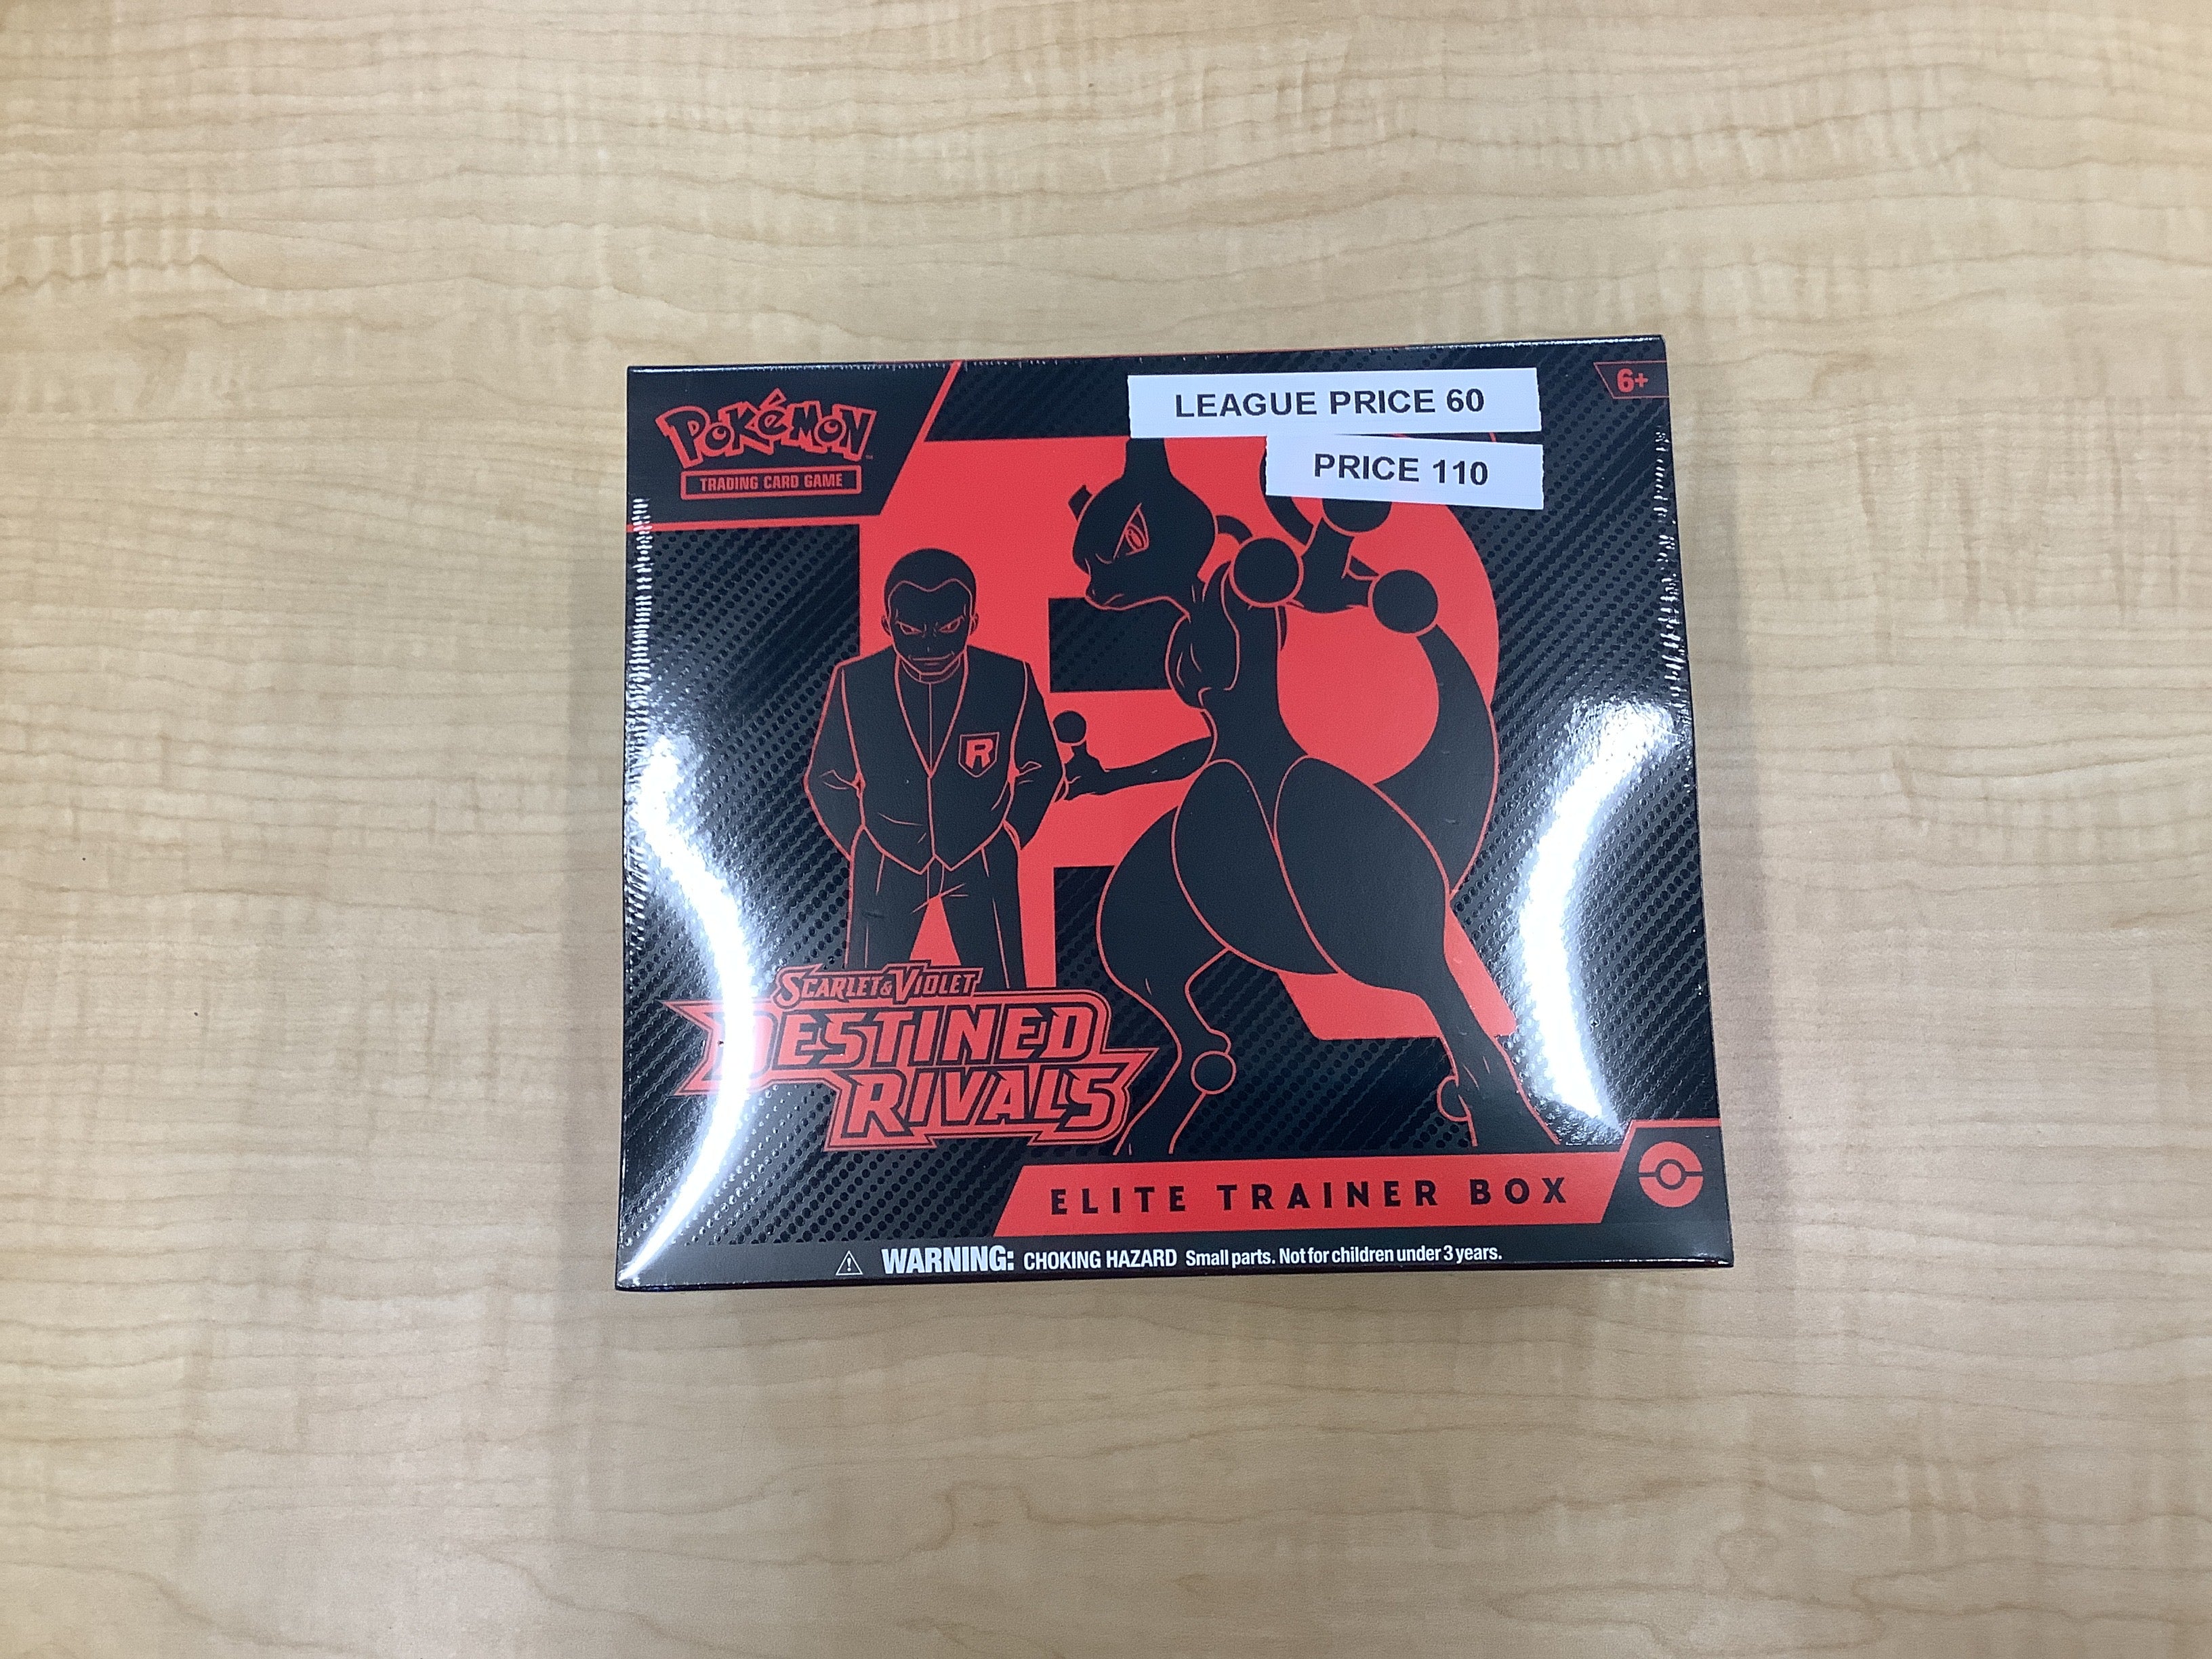 POKÉMON
TRADING CARD GAME
LEAGUE PRICE 60
PRICE 110
6+
R
SCARLET & VIOLET
DESTINED
RIVALS
ELITE TRAINER BOX
WARNING: CHOKING HAZARD Small parts. Not for children under 3 years.